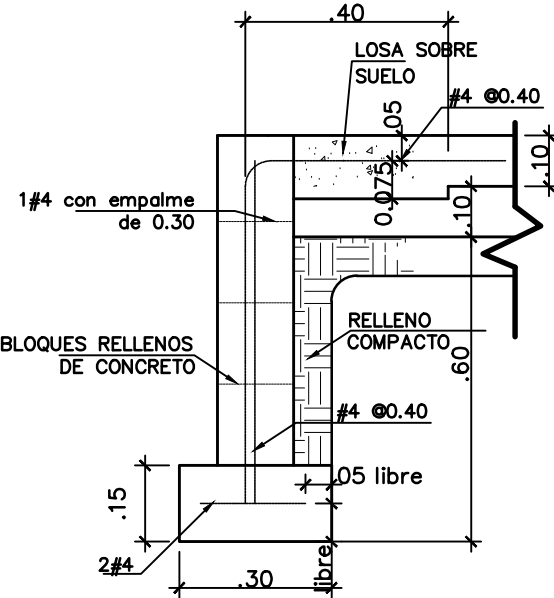 .40
LOSA SOBRE
SUELO
#4 @0.40
.05
.10
0.075
1#4 con empalme
de 0.30
.10
BLOQUES RELLENOS
DE CONCRETO
RELLENO
COMPACTO
.60
#4 @0.40
.05 libre
.15
2#4
.30
libre